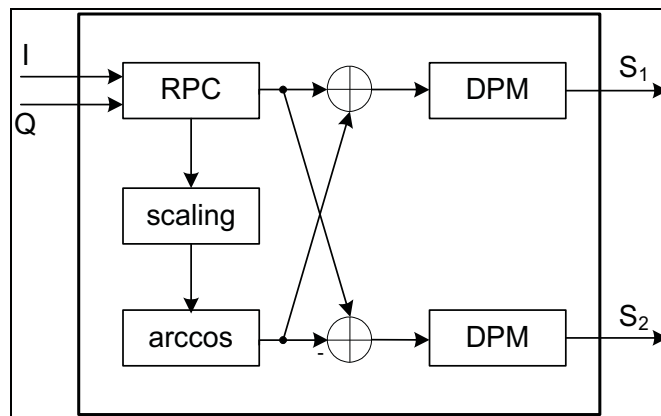 I
Q
RPC
DPM
S1
scaling
arccos
-
DPM
S2